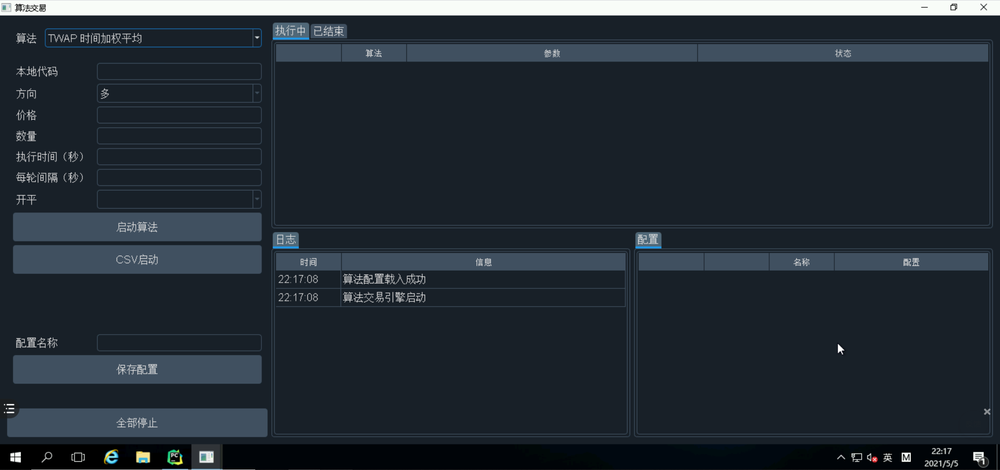 算法交易
算法 TWAP 时间加权平均
本地代码
方向 多
价格
数量
执行时间（秒）
每轮间隔（秒）
开平
启动算法
CSV启动
配置名称
保存配置
全部停止
执行中 已结束
算法 参数 状态
日志
时间 信息
22:17:08 算法配置载入成功
22:17:08 算法交易引擎启动
配置
名称 配置
PC
英 M
22:17
2021/5/5
1